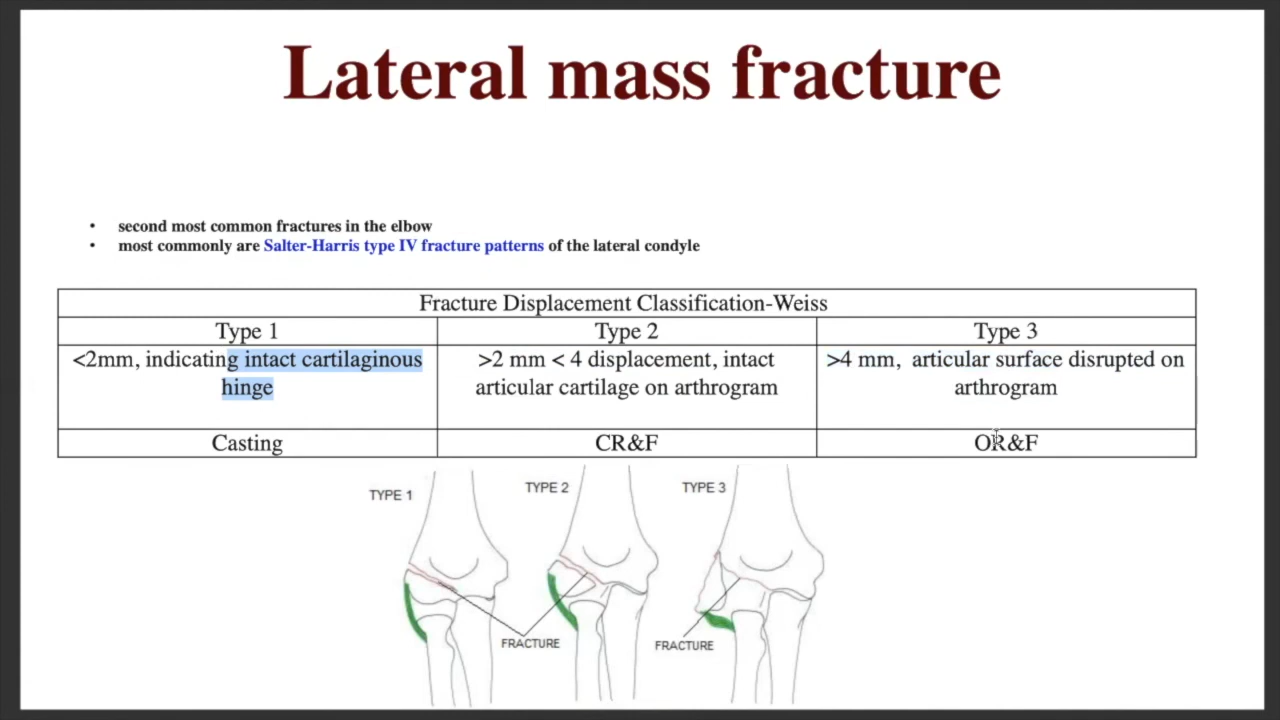 Lateral mass fracture
• second most common fractures in the elbow
• most commonly are Salter-Harris type IV fracture patterns of the lateral condyle
Fracture Displacement Classification-Weiss
Type 1 Type 2 Type 3
<2mm, indicating intact cartilaginous
hinge
>2 mm < 4 displacement, intact
articular cartilage on arthrogram
>4 mm, articular surface disrupted on
arthrogram
Casting CR&F OR&F
TYPE 1 TYPE 2 TYPE 3
FRACTURE FRACTURE